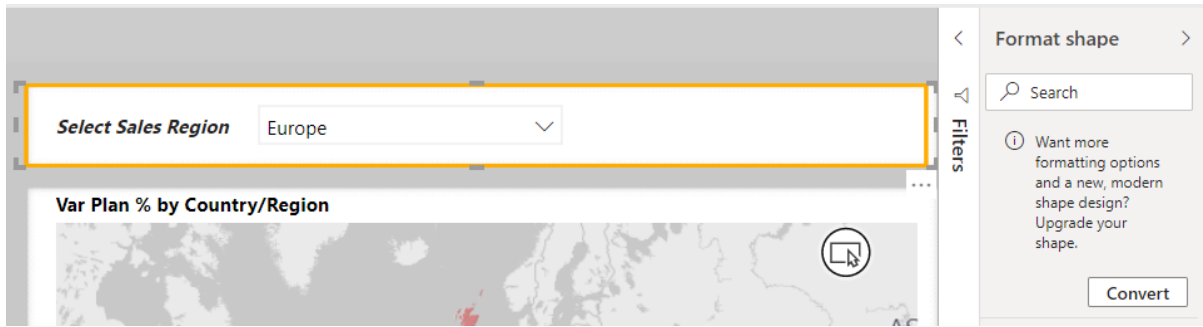 Format shape
Search
Select Sales Region
Europe
Filters
Want more
formatting options
and a new, modern
shape design?
Upgrade your
shape.
...
Var Plan % by Country/Region
Convert
AS